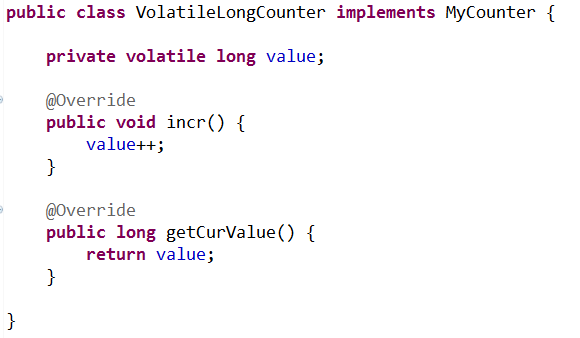 public class VolatileLongCounter implements MyCounter {
    private volatile long value;
    @Override
    public void incr() {
        value++;
    }
    @Override
    public long getCurValue() {
        return value;
    }
}